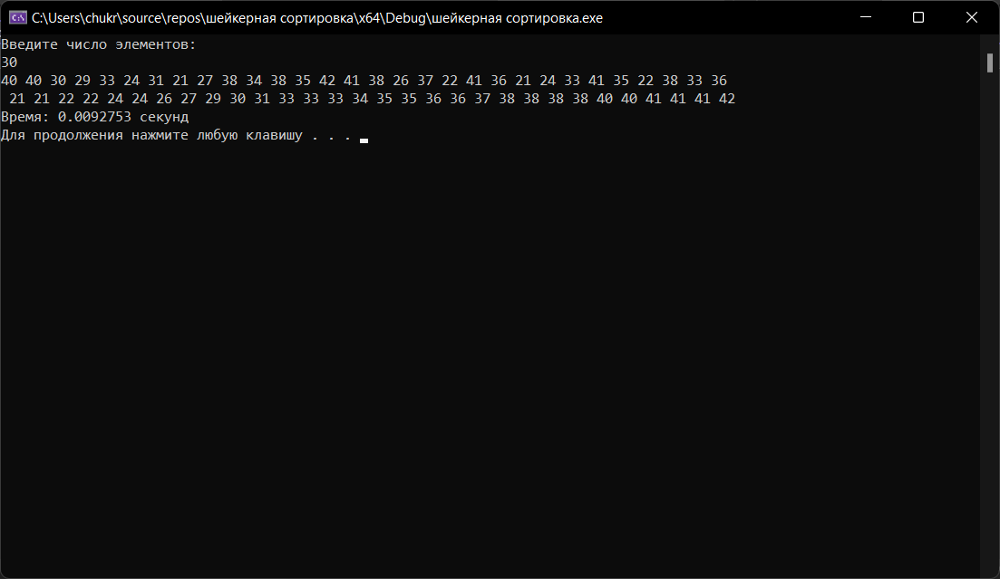 C:\Users\chukr\source\repos\шейкерная сортировка\x64\Debug\шейкерная сортировка.exe
Введите число элементов:
30
40 40 30 29 33 24 31 21 27 38 34 38 35 42 41 38 26 37 22 41 36 21 24 33 41 35 22 38 33 36
21 21 22 22 24 24 26 27 29 30 31 33 33 33 34 35 35 36 36 37 38 38 38 38 40 40 41 41 41 42
Время: 0.0092753 секунд
Для продолжения нажмите любую клавишу . . .